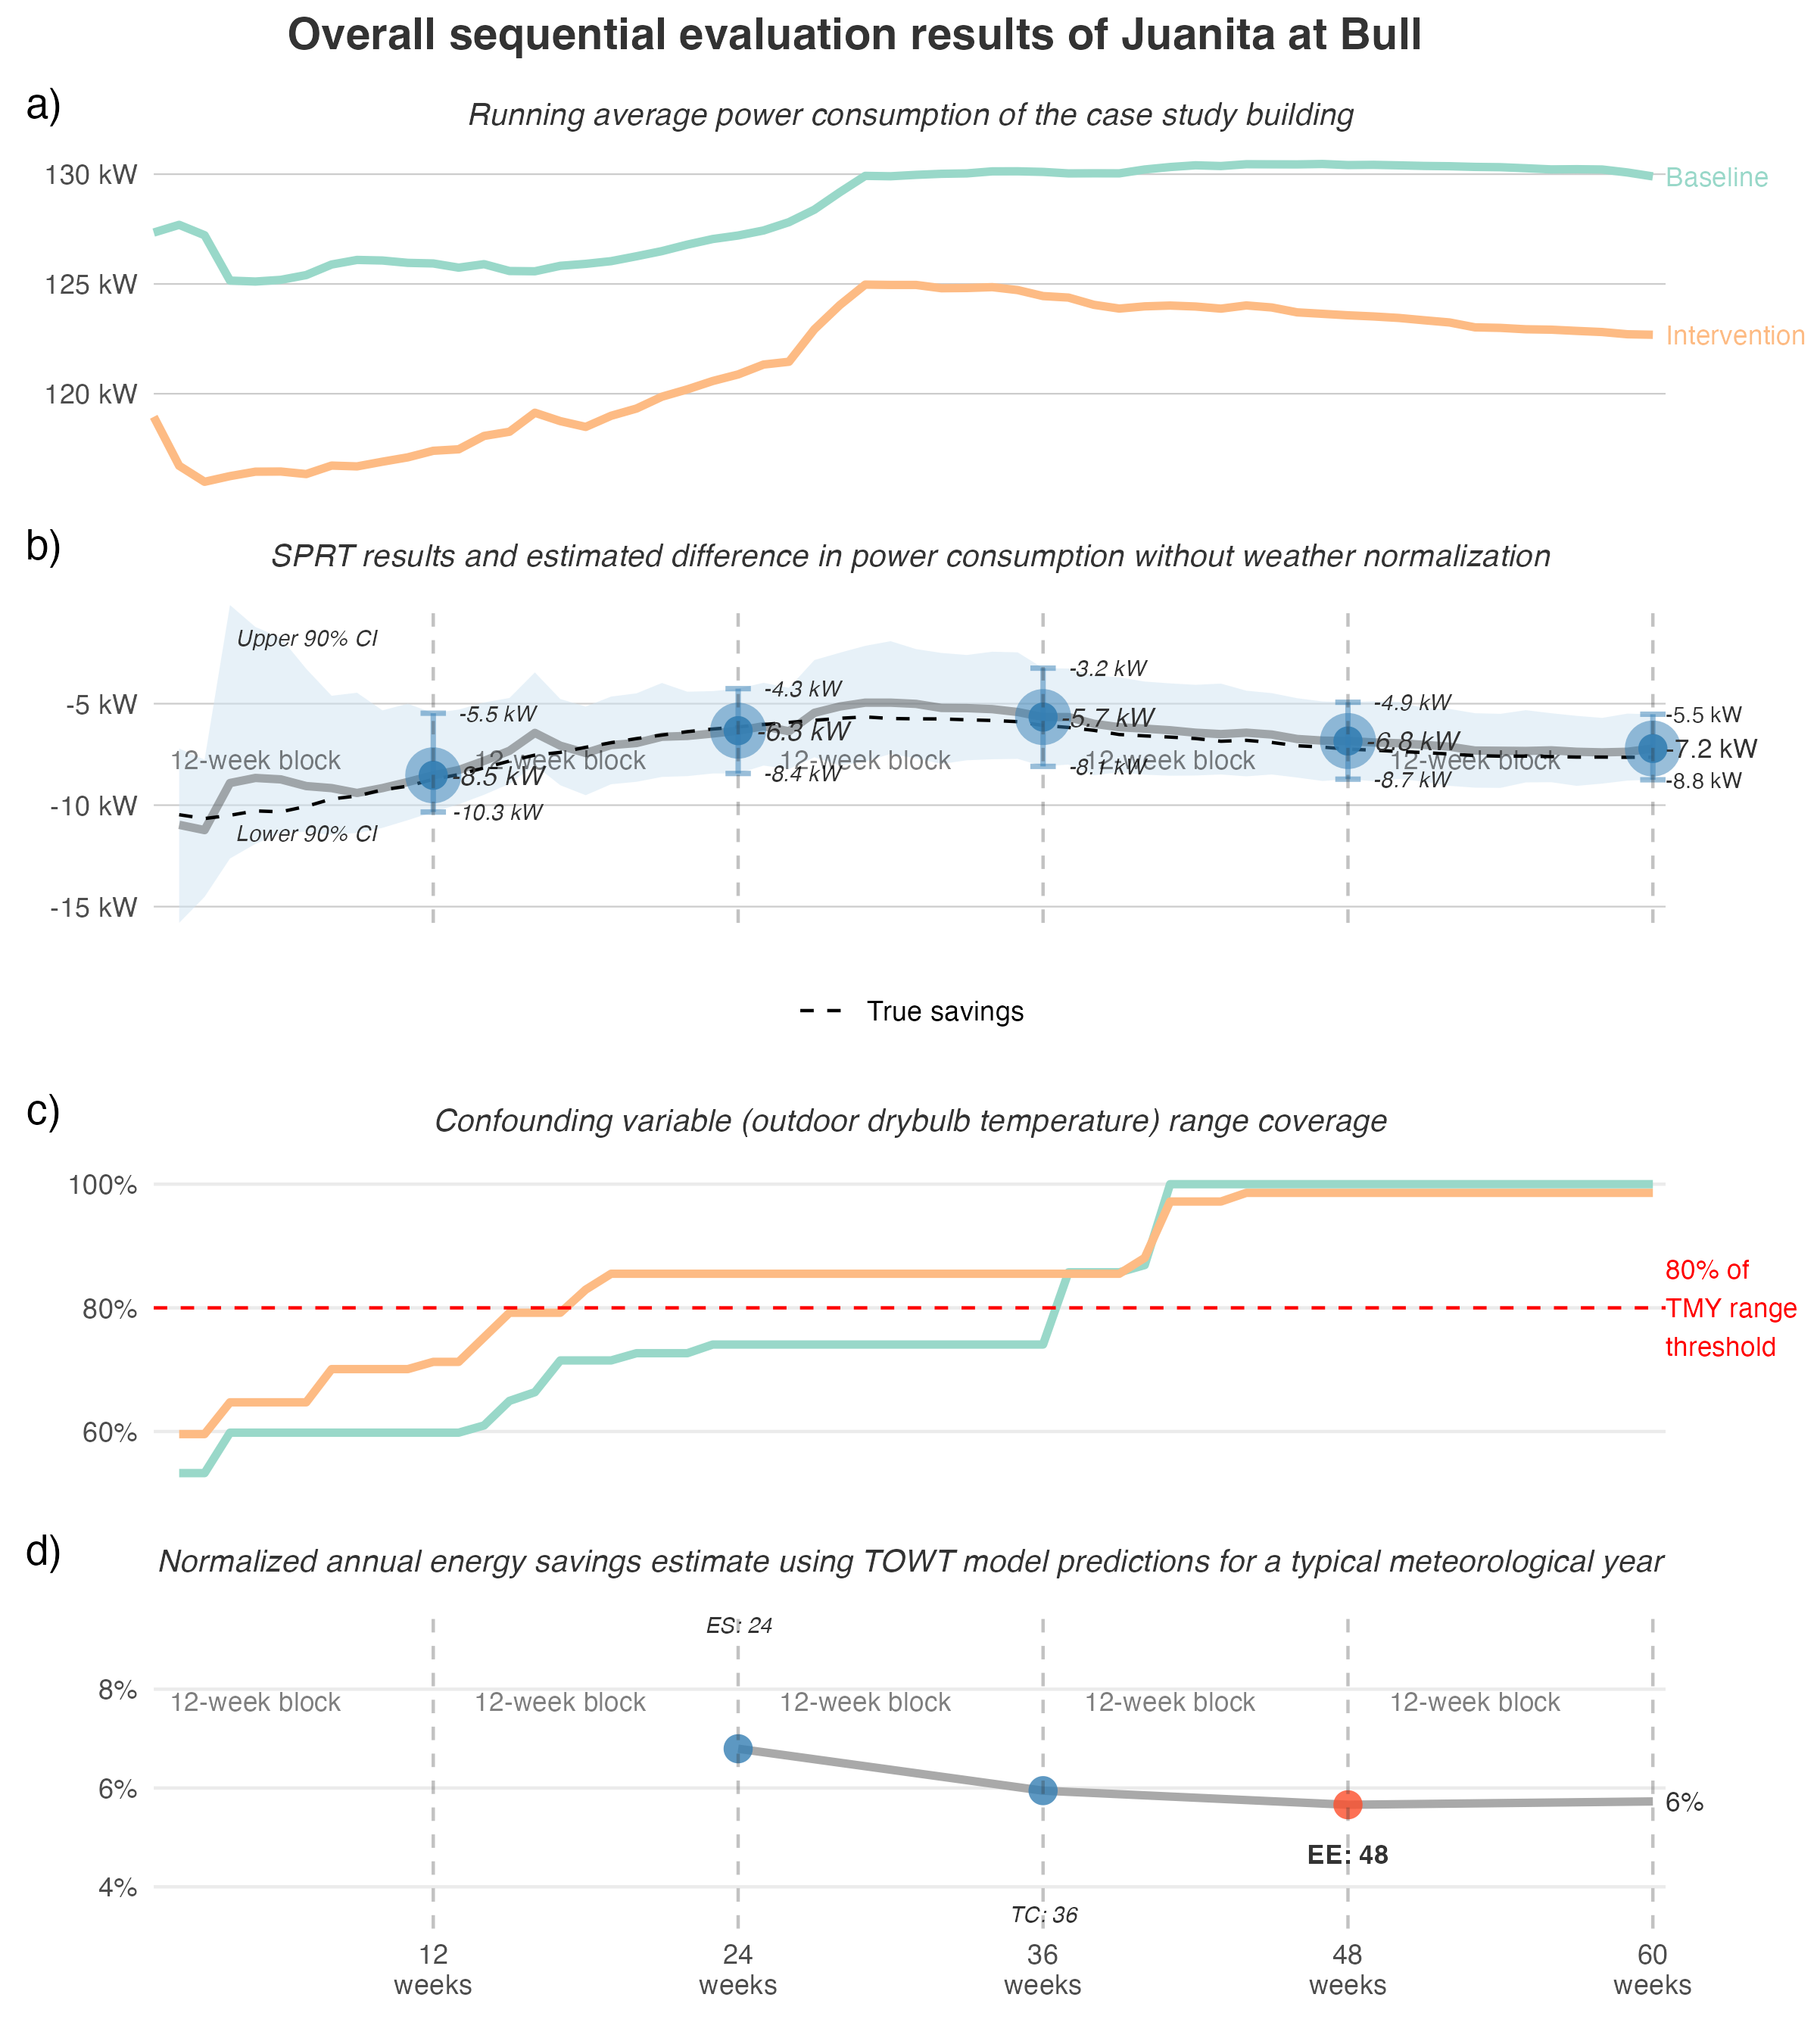 Overall sequential evaluation results of Juanita at Bull
a)
Running average power consumption of the case study building
130 kW
125 kW
120 kW
Baseline
Intervention
b)
SPRT results and estimated difference in power consumption without weather normalization
-5 kW
-10 kW
-15 kW
Upper 90% CI
Lower 90% CI
12-week block
12-week block
12-week block
12-week block
12-week block
-5.5 kW
-8.5 kW
-10.3 kW
-4.3 kW
-6.3 kW
-8.4 kW
-3.2 kW
-5.7 kW
-8.1 kW
-4.9 kW
-6.8 kW
-8.7 kW
-5.5 kW
-7.2 kW
-8.8 kW
True savings
c)
Confounding variable (outdoor drybulb temperature) range coverage
100%
80%
60%
80% of
TMY range
threshold
d)
Normalized annual energy savings estimate using TOWT model predictions for a typical meteorological year
ES: 24
8%
6%
4%
12-week block
12-week block
12-week block
12-week block
12-week block
6%
EE: 48
TC: 36
12
weeks
24
weeks
36
weeks
48
weeks
60
weeks